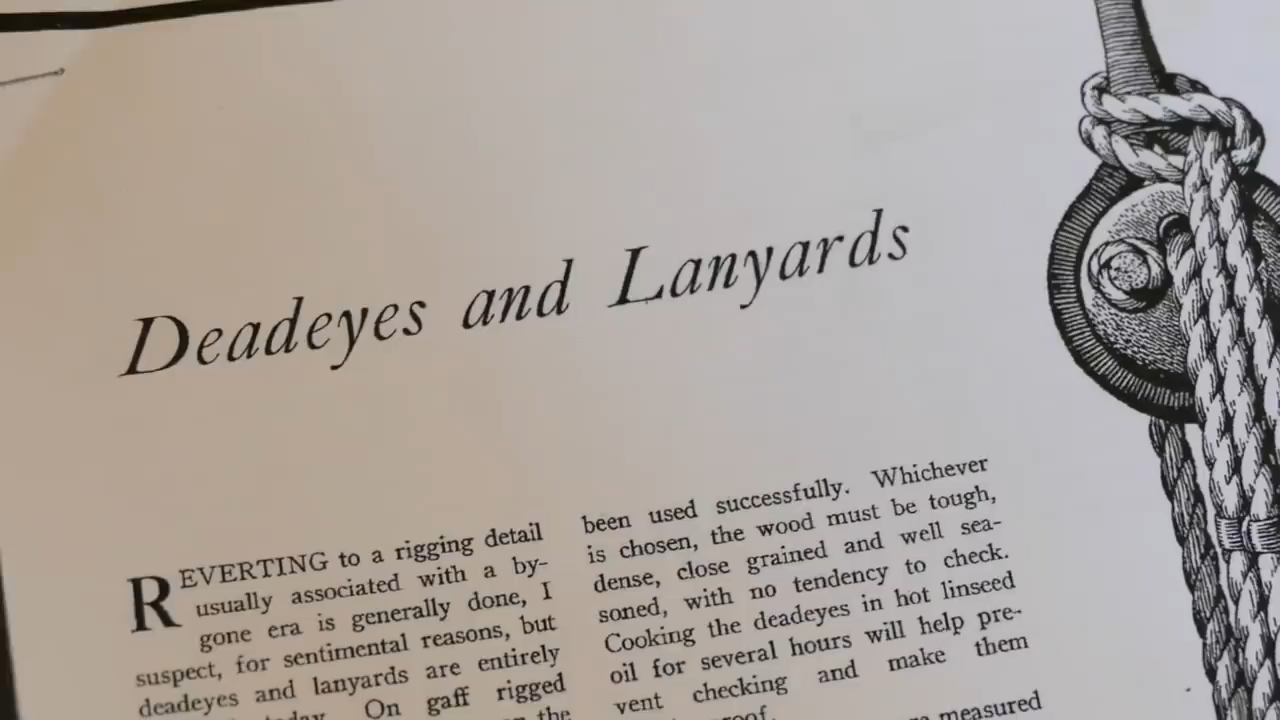 Deadeyes and Lanyards
REVERTING to a rigging detail
usually associated with a by-
gone era is generally done, I
suspect, for sentimental reasons, but
deadeyes and lanyards are entirely
On gaff rigged
the
been used successfully. Whichever
is chosen, the wood must be tough,
dense, close grained and well sea-
soned, with no tendency to check.
Cooking the deadeyes in hot linseed
oil for several hours will help pre-
vent checking and make them
measured